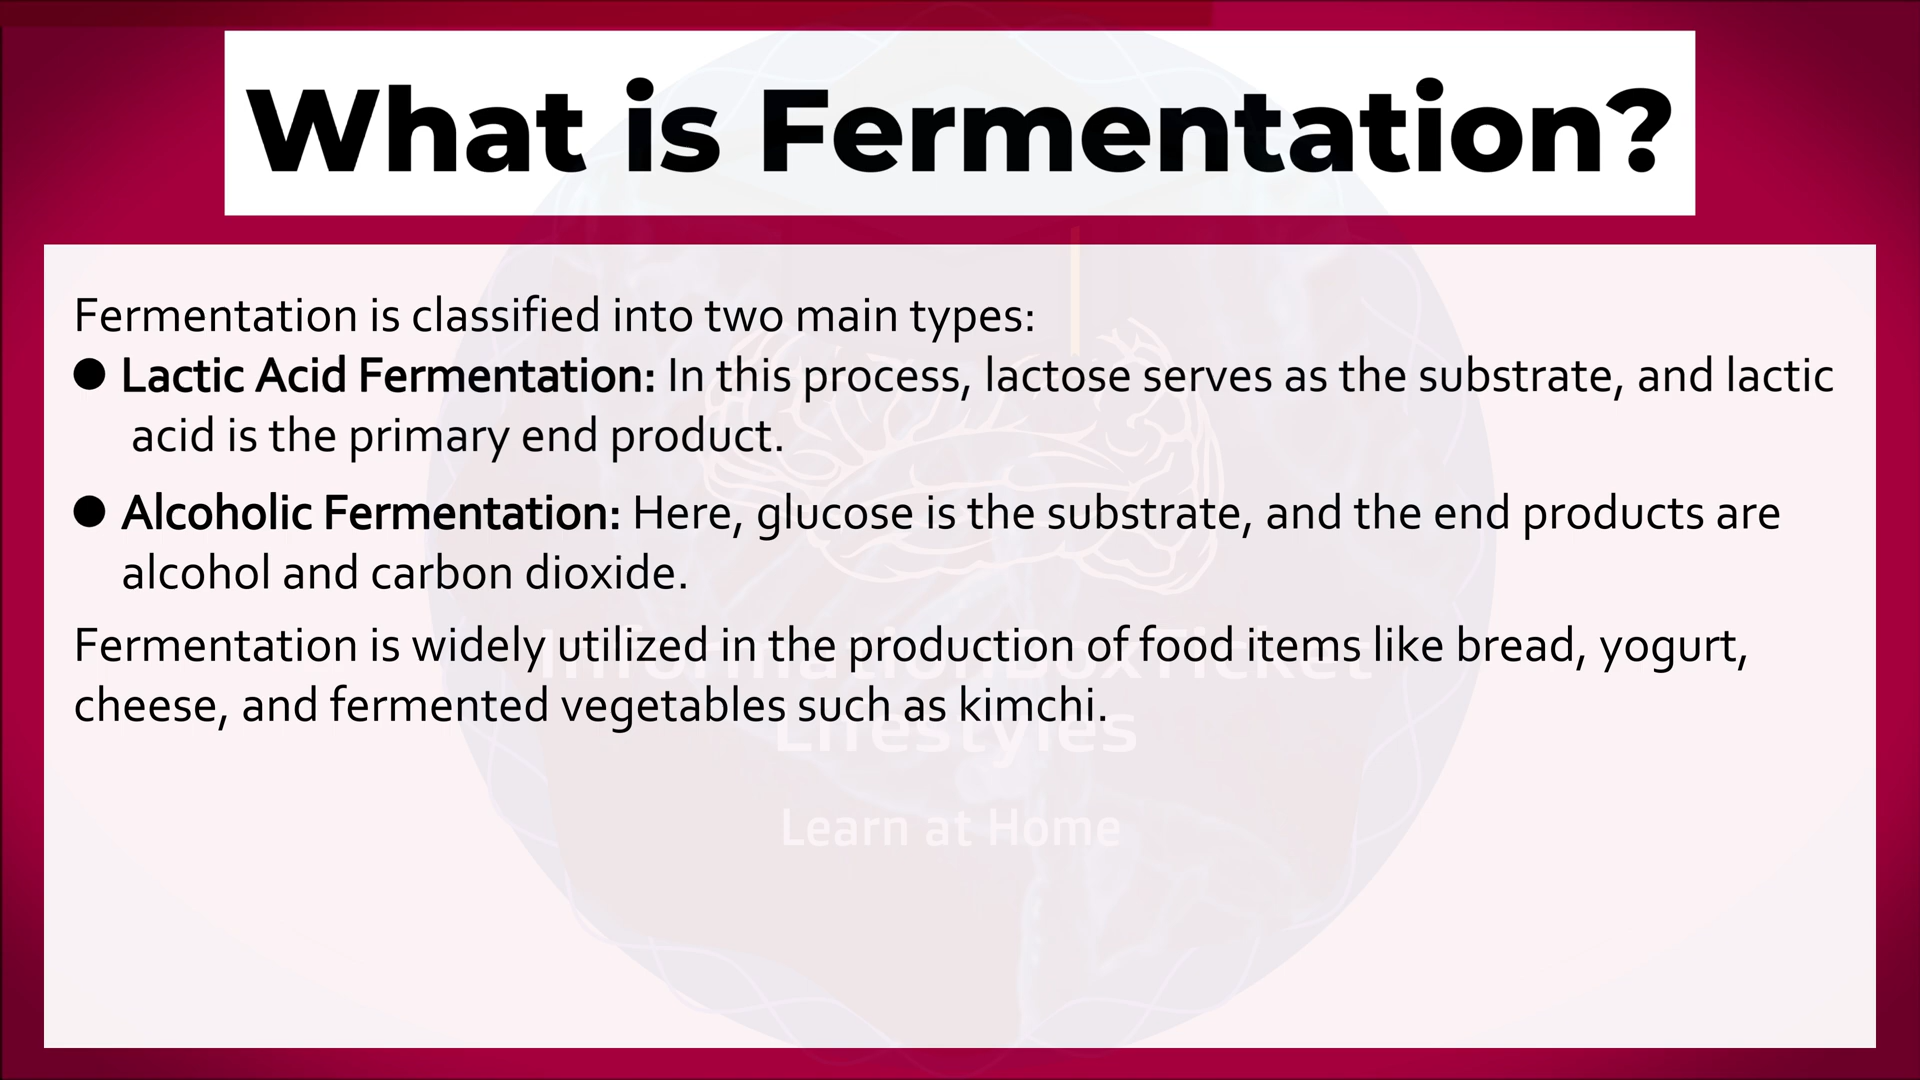 What is Fermentation?
Fermentation is classified into two main types:
● Lactic Acid Fermentation: In this process, lactose serves as the substrate, and lactic
acid is the primary end product.
● Alcoholic Fermentation: Here, glucose is the substrate, and the end products are
alcohol and carbon dioxide.
Fermentation is widely utilized in the production of food items like bread, yogurt,
cheese, and fermented vegetables such as kimchi.
InformationBoxTicket
Lifestyles
Learn at Home